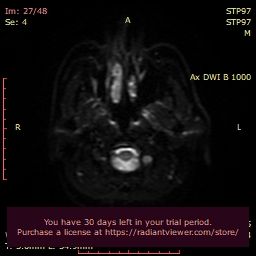 Im: 27/48
STP97
Se: 4
STP97
A
M
Ax DWI B 1000
R
L
You have 30 days left in your trial period.
Purchase a license at https://radiantviewer.com/store/